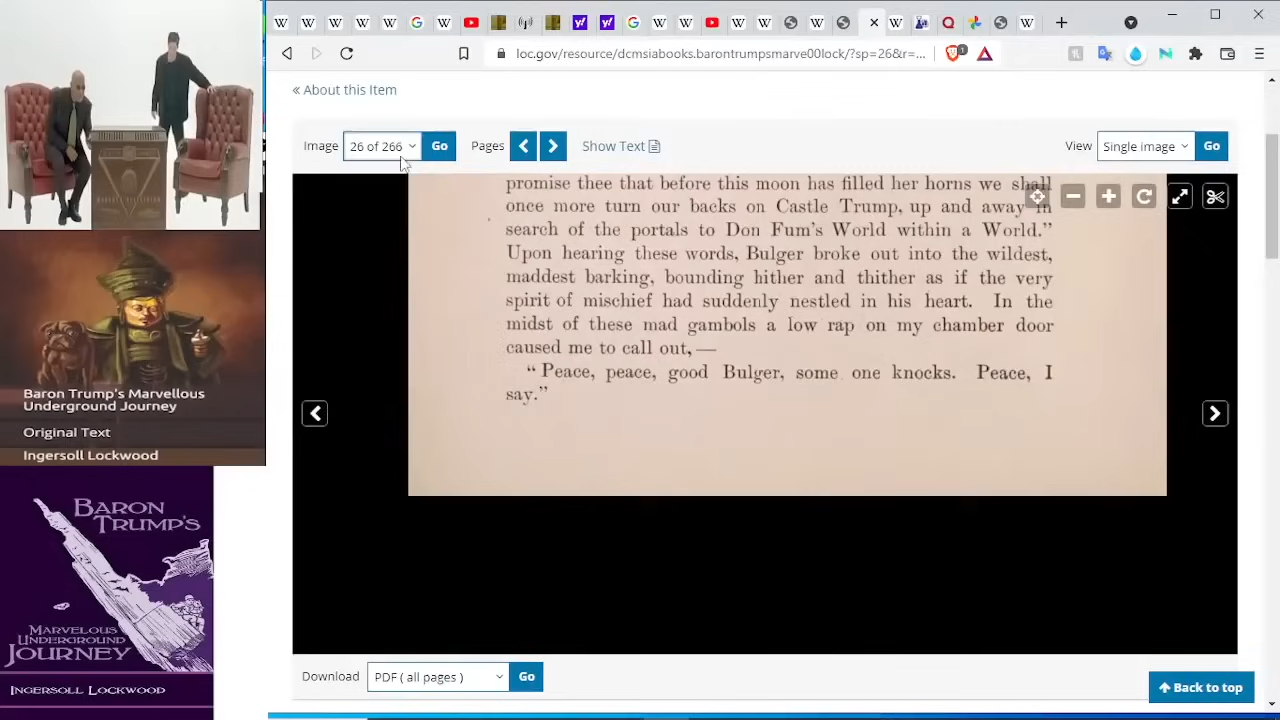 loc.gov/resource/dcmsiabooks.barontrumpsmarve00lock/?sp=26&r=...
« About this Item
Image 26 of 266 Go Pages Show Text View Single image Go
promise thee that before this moon has filled her horns we shall
once more turn our backs on Castle Trump, up and away in
search of the portals to Don Fum's World within a World."
Upon hearing these words, Bulger broke out into the wildest,
maddest barking, bounding hither and thither as if the very
spirit of mischief had suddenly nestled in his heart. In the
midst of these mad gambols a low rap on my chamber door
caused me to call out, —
"Peace, peace, good Bulger, some one knocks. Peace, I
say."
Download PDF ( all pages ) Go
Back to top
Baron Trump's Marvellous
Underground Journey
Original Text
Ingersoll Lockwood
BARON
TRUMP'S
MARVELOUS
UNDERGROUND
JOURNEY
INGERSOLL LOCKWOOD